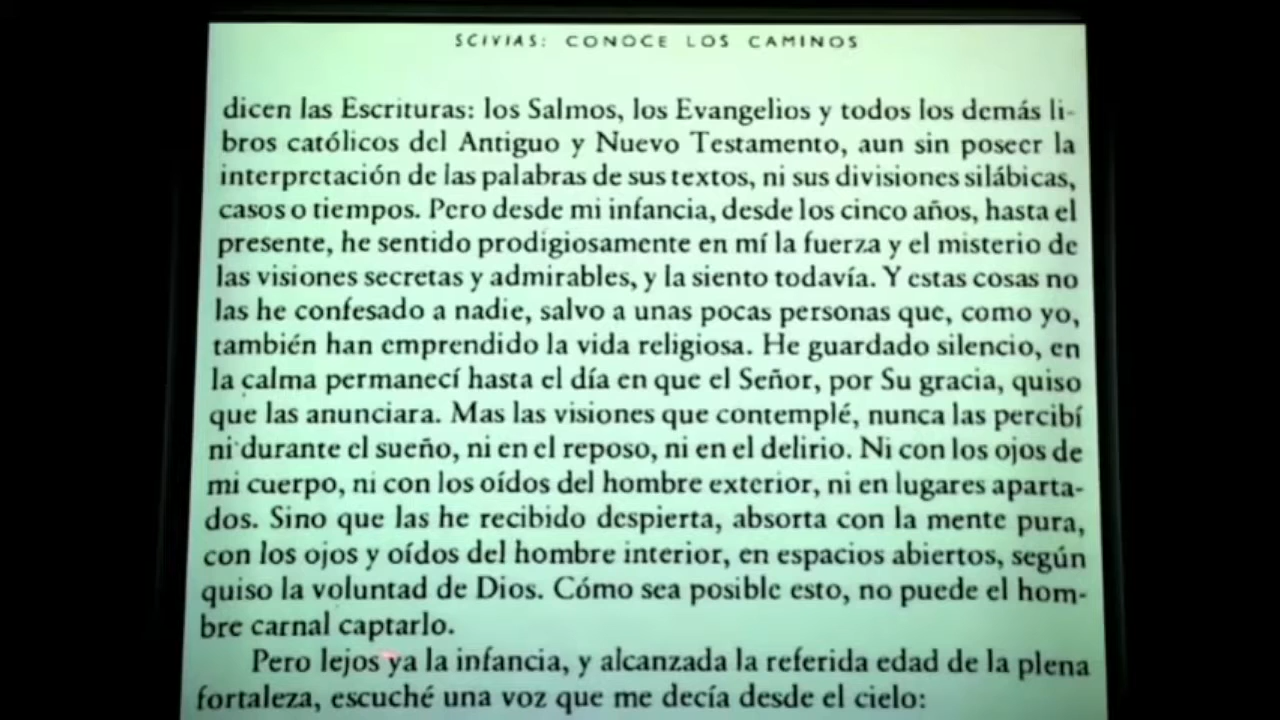 SCIVIAS: CONOCE LOS CAMINOS
dicen las Escrituras: los Salmos, los Evangelios y todos los demás li-
bros católicos del Antiguo y Nuevo Testamento, aun sin poseer la
interpretación de las palabras de sus textos, ni sus divisiones silábicas,
casos o tiempos. Pero desde mi infancia, desde los cinco años, hasta el
presente, he sentido prodigiosamente en mí la fuerza y el misterio de
las visiones secretas y admirables, y la siento todavía. Y estas cosas no
las he confesado a nadie, salvo a unas pocas personas que, como yo,
también han emprendido la vida religiosa. He guardado silencio, en
la calma permanecí hasta el día en que el Señor, por Su gracia, quiso
que las anunciara. Mas las visiones que contemplé, nunca las percibí
ni durante el sueño, ni en el reposo, ni en el delirio. Ni con los ojos de
mi cuerpo, ni con los oídos del hombre exterior, ni en lugares aparta-
dos. Sino que las he recibido despierta, absorta con la mente pura,
con los ojos y oídos del hombre interior, en espacios abiertos, según
quiso la voluntad de Dios. Cómo sea posible esto, no puede el hom-
bre carnal captarlo.
Pero lejos ya la infancia, y alcanzada la referida edad de la plena
fortaleza, escuché una voz que me decía desde el cielo: